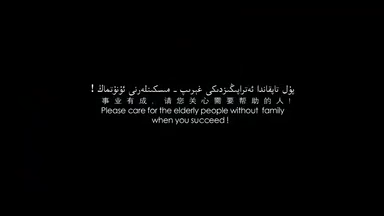 يۇل تاپقاندا ئەتراپىڭىزدىكى غېرىپ - مىسكىنلەرنى ئۇنۇتماڭ !
事业有成，请您关心需要帮助的人！
Please care for the elderly people without family
when you succeed !